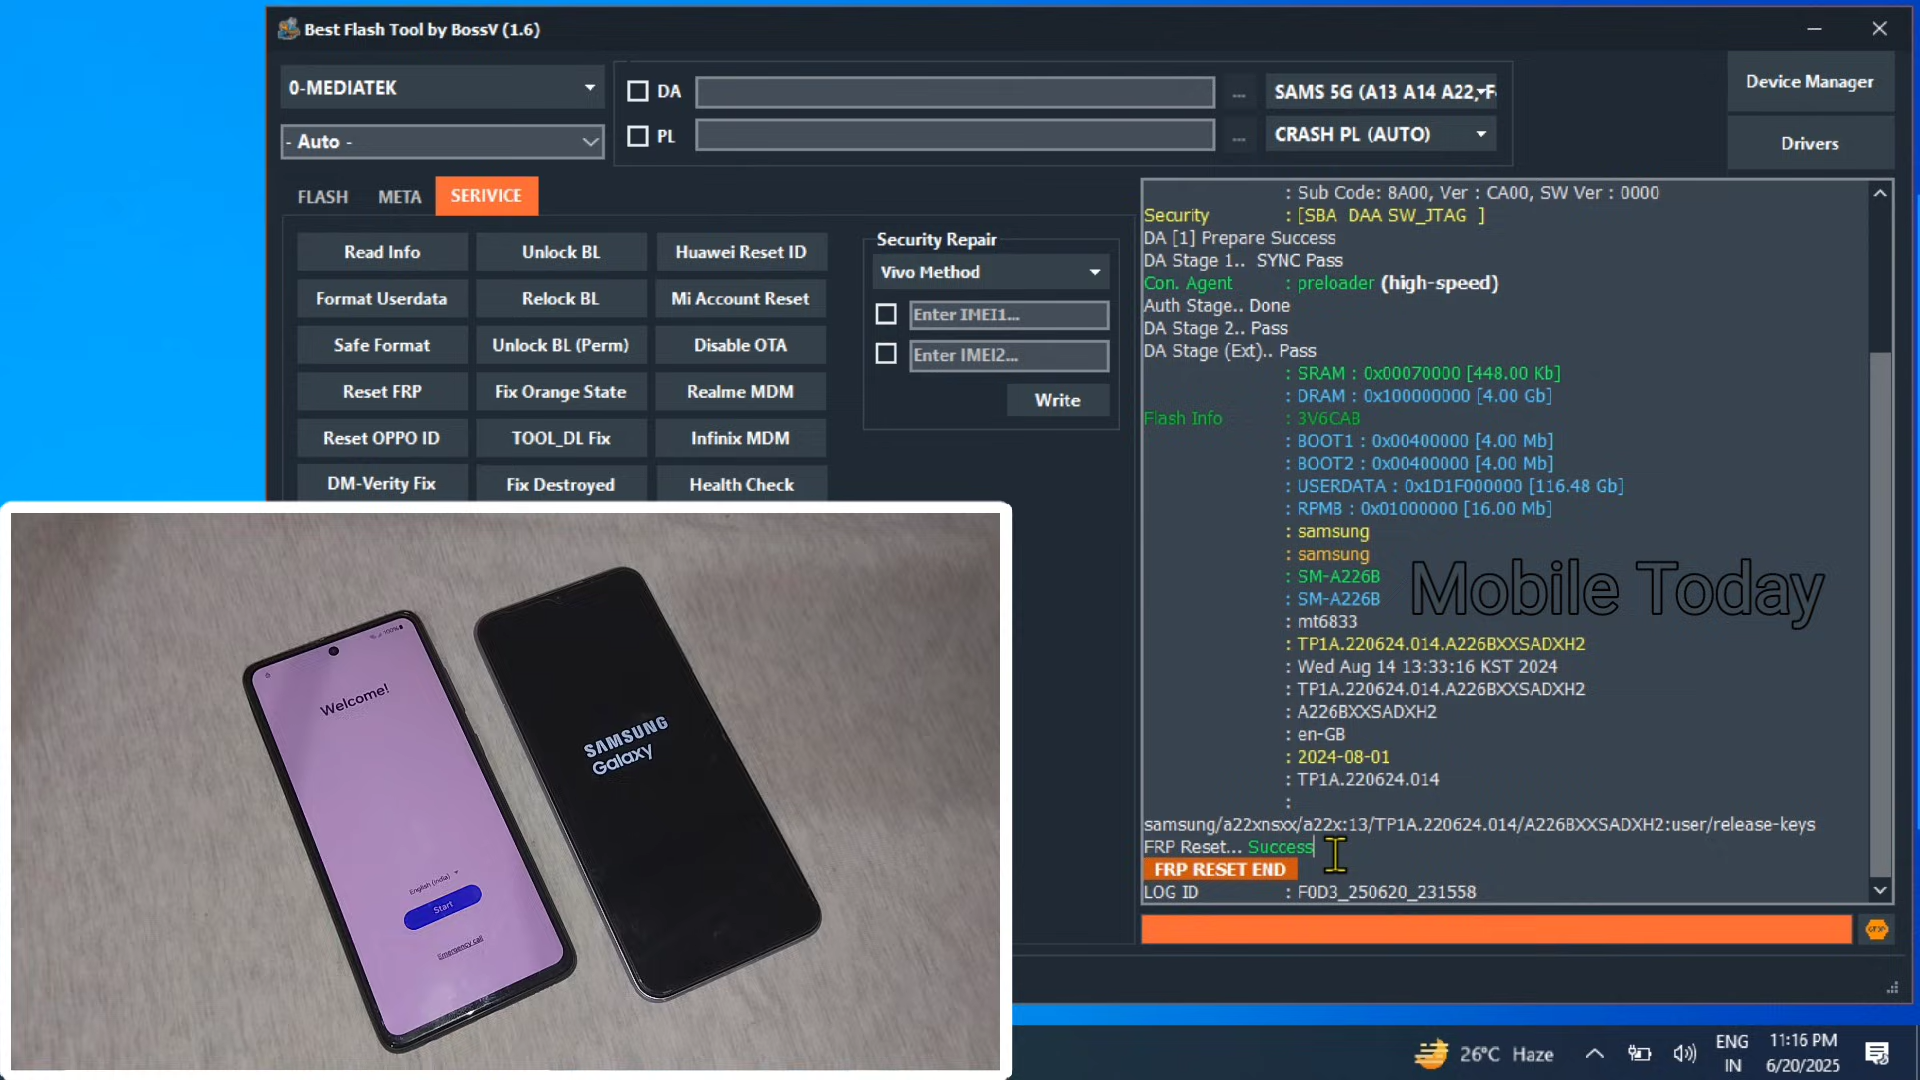 Best Flash Tool by BossV (1.6)
0-MEDIATEK
- Auto -
DA
...
SAMS 5G (A13 A14 A22, F
PL
...
CRASH PL (AUTO)
Device Manager
Drivers
FLASH
META
SERIVICE
Read Info
Unlock BL
Huawei Reset ID
Format Userdata
Relock BL
Mi Account Reset
Safe Format
Unlock BL (Perm)
Disable OTA
Reset FRP
Fix Orange State
Realme MDM
Reset OPPO ID
TOOL_DL Fix
Infinix MDM
DM-Verity Fix
Fix Destroyed
Health Check
Security Repair
Vivo Method
Enter IMEI1...
Enter IMEI2...
Write
: Sub Code: 8A00, Ver : CA00, SW Ver : 0000
Security : [SBA DAA SW_JTAG ]
DA [1] Prepare Success
DA Stage 1.. SYNC Pass
Con. Agent : preloader (high-speed)
Auth Stage.. Done
DA Stage 2.. Pass
DA Stage (Ext).. Pass
: SRAM : 0x00070000 [448.00 Kb]
: DRAM : 0x100000000 [4.00 Gb]
Flash Info : 3V6CAB
: BOOT1 : 0x00400000 [4.00 Mb]
: BOOT2 : 0x00400000 [4.00 Mb]
: USERDATA : 0x1D1F000000 [116.48 Gb]
: RPMB : 0x01000000 [16.00 Mb]
: samsung
: samsung
: SM-A226B
: SM-A226B
: mt6833
: TP1A.220624.014.A226BXXSADXH2
: Wed Aug 14 13:33:16 KST 2024
: TP1A.220624.014.A226BXXSADXH2
: A226BXXSADXH2
: en-GB
: 2024-08-01
: TP1A.220624.014
:
samsung/a22xnsxx/a22x:13/TP1A.220624.014/A226BXXSADXH2:user/release-keys
FRP Reset... Success
FRP RESET END
LOG ID : F0D3_250620_231558
Mobile Today
100%
Welcome!
English (India)
Start
Emergency call
SAMSUNG
Galaxy
26°C Haze
ENG
IN
11:16 PM
6/20/2025